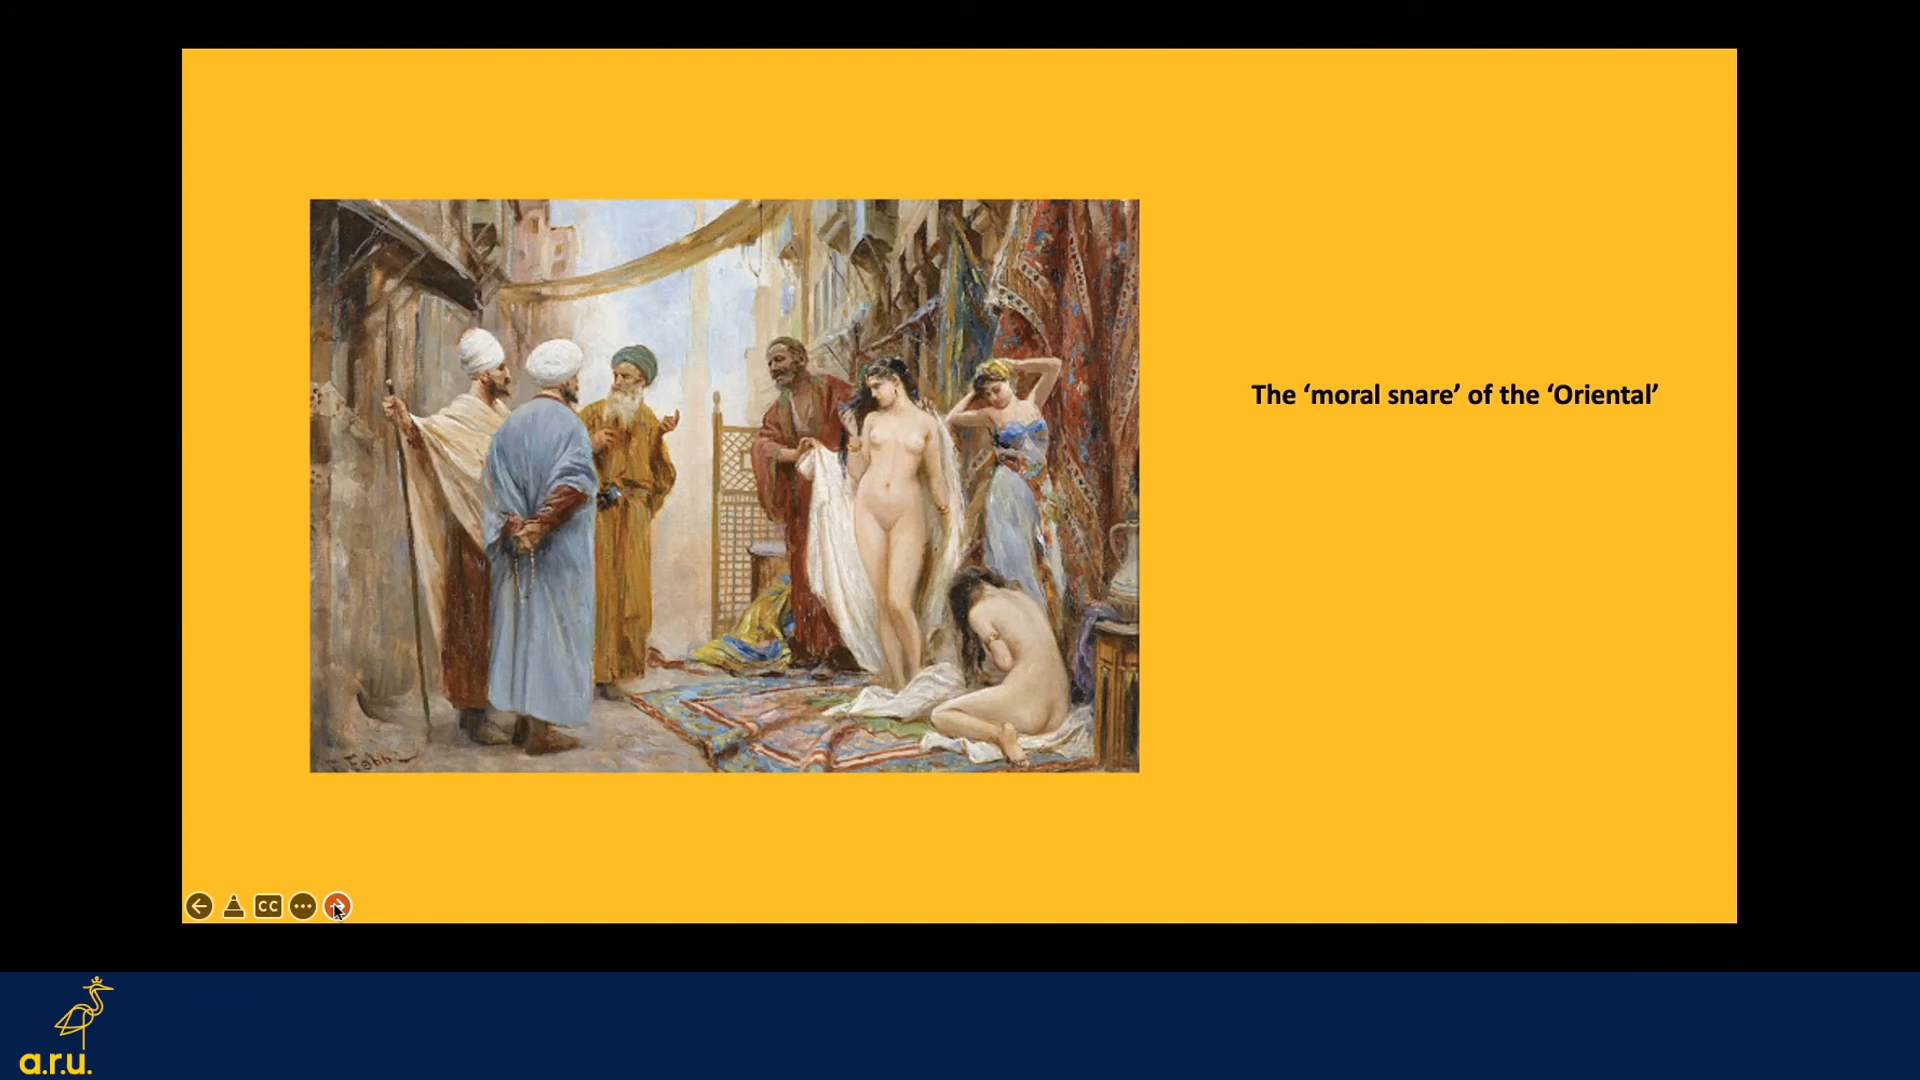 The ‘moral snare’ of the ‘Oriental’
CC
a.r.u.